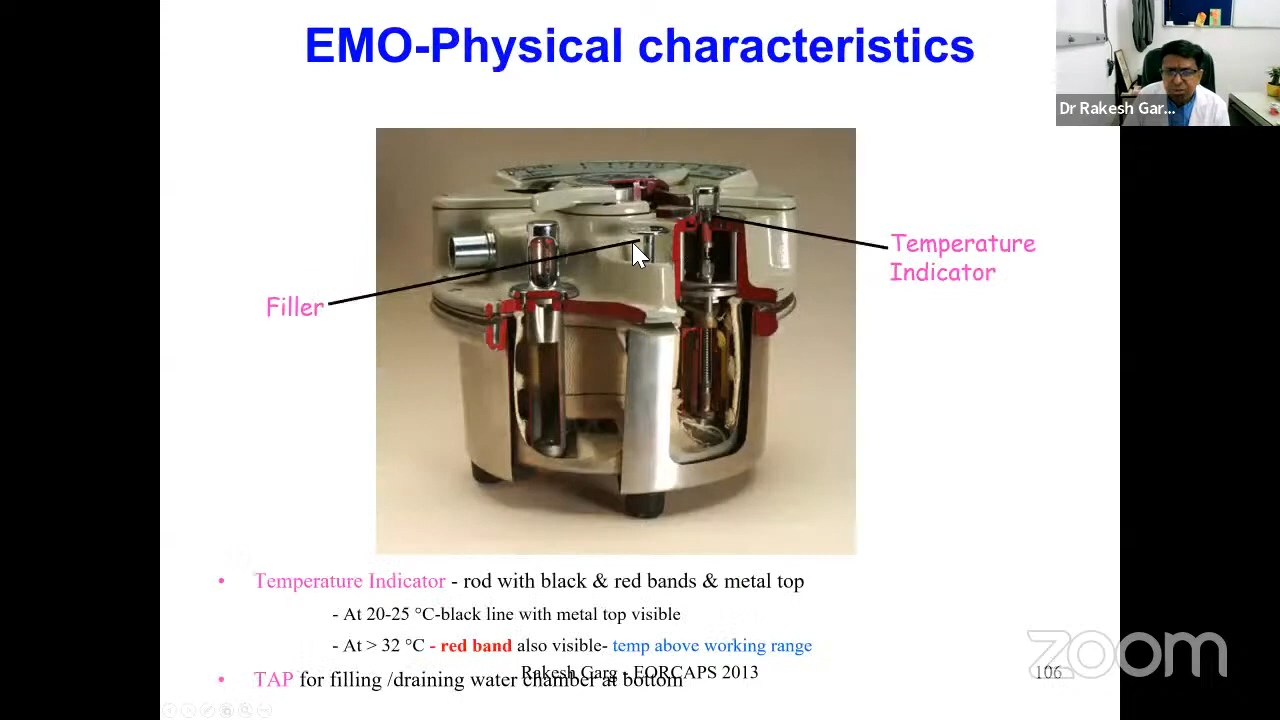 EMO-Physical characteristics
Dr Rakesh Gar...
Temperature
Indicator
Filler
• Temperature Indicator - rod with black & red bands & metal top
- At 20-25 °C-black line with metal top visible
- At > 32 °C - red band also visible- temp above working range
Rakesh Garg - FORCAPS 2013
106
• TAP for filling /draining water chamber at bottom
zoom